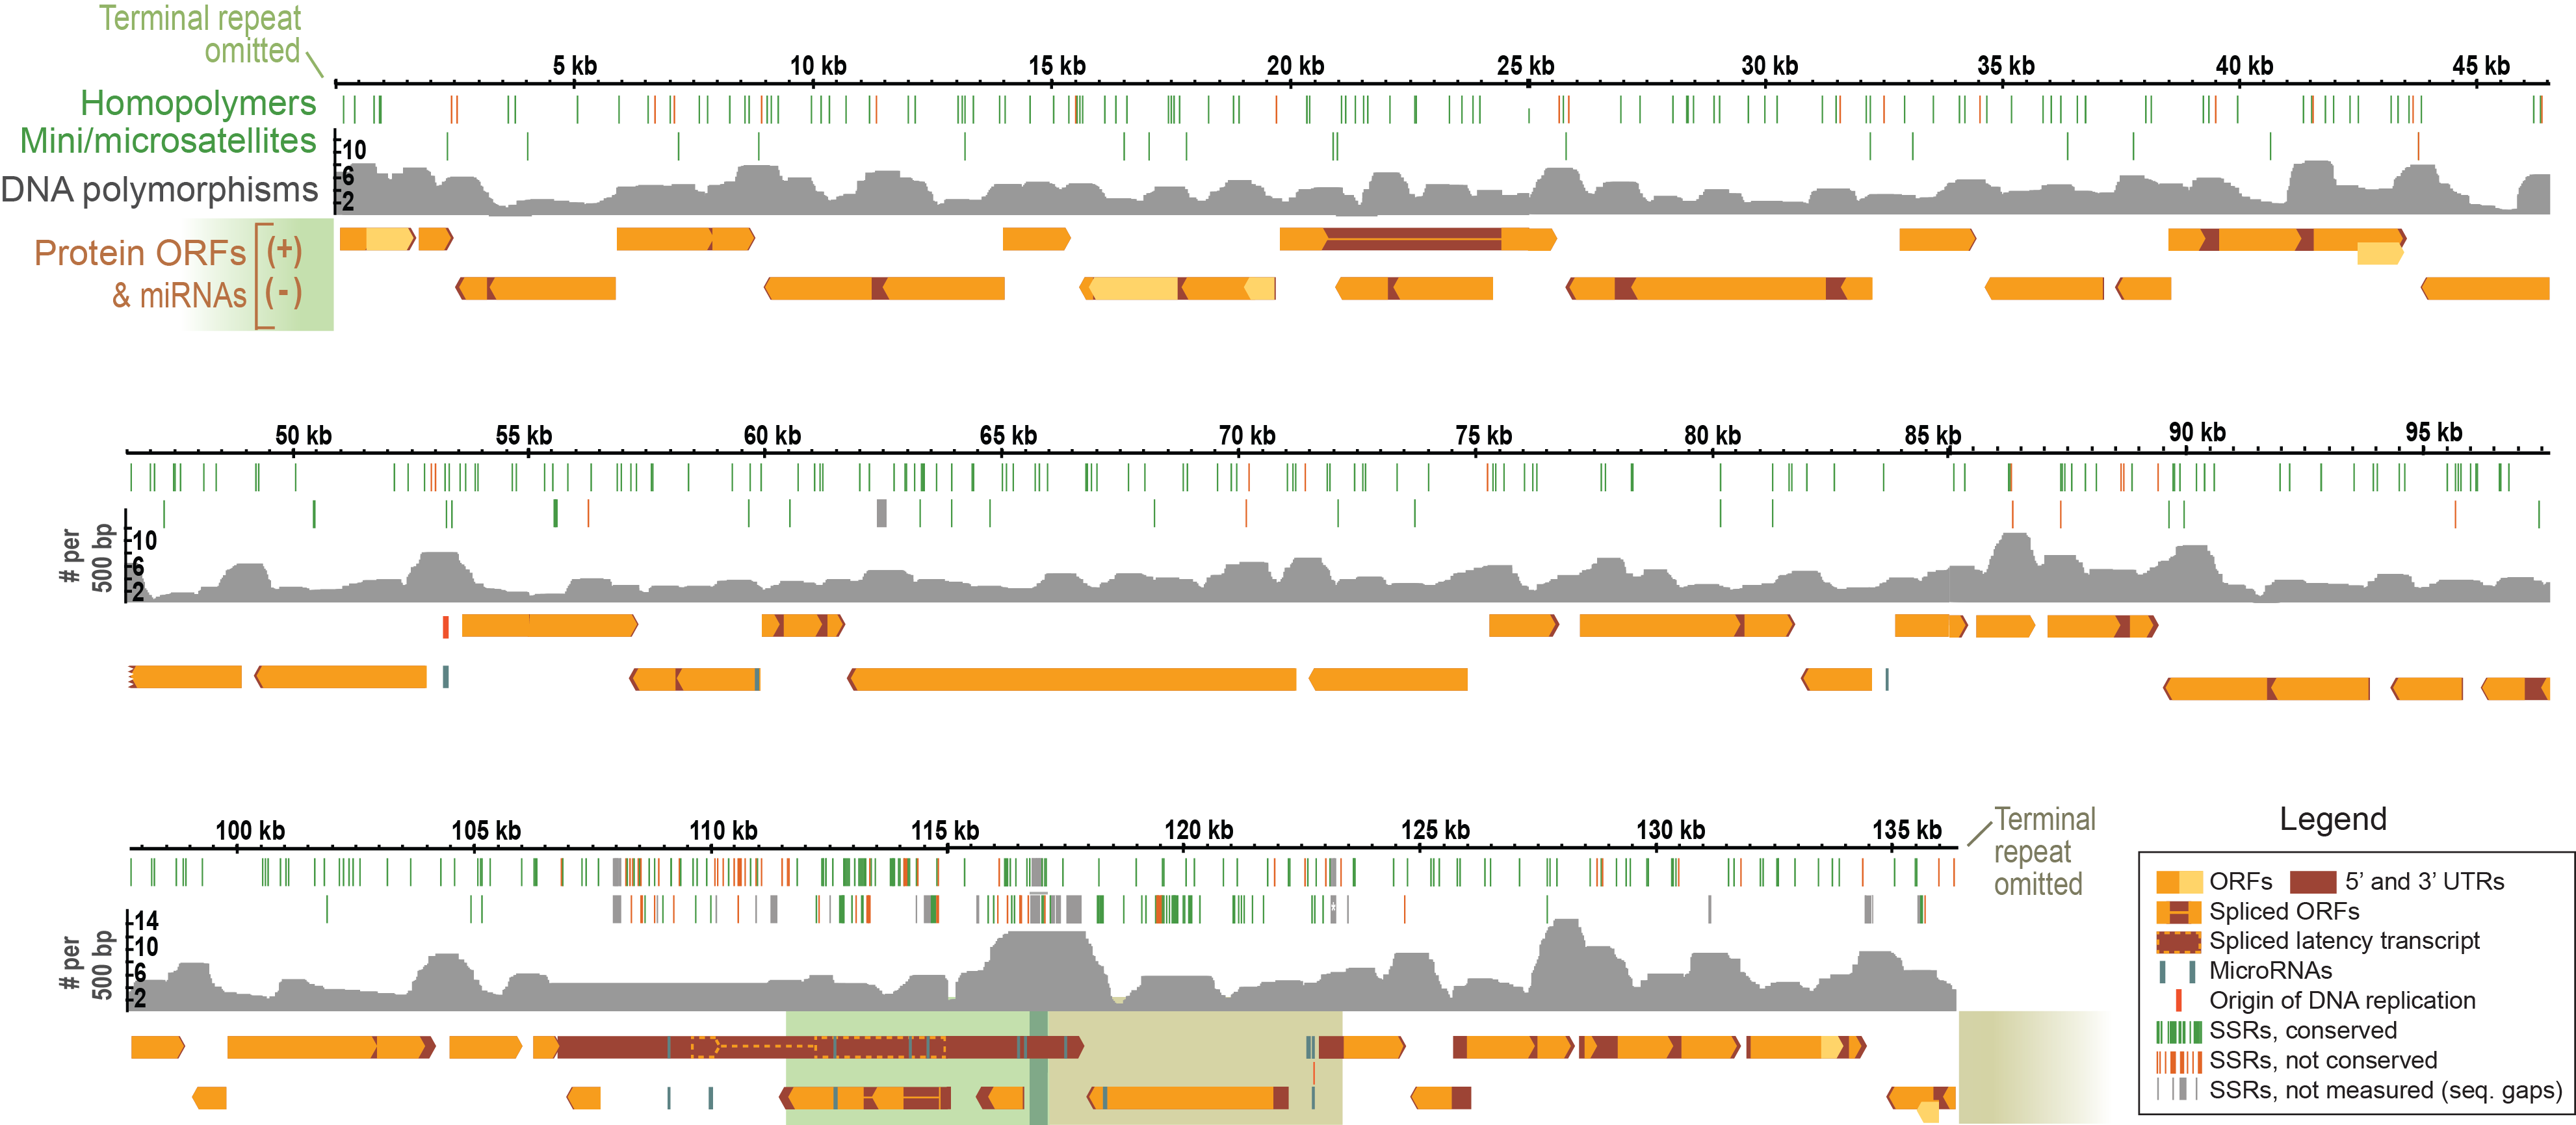 Terminal repeat
omitted
5 kb 10 kb 15 kb 20 kb 25 kb 30 kb 35 kb 40 kb 45 kb
Homopolymers
Mini/microsatellites
10
DNA polymorphisms
6
2
Protein ORFs (+)
& miRNAs (-)
50 kb 55 kb 60 kb 65 kb 70 kb 75 kb 80 kb 85 kb 90 kb 95 kb
# per
500 bp
10
6
2
100 kb 105 kb 110 kb 115 kb 120 kb 125 kb 130 kb 135 kb
Terminal
repeat
omitted
# per
500 bp
14
10
6
2
*
Legend
ORFs 5’ and 3’ UTRs
Spliced ORFs
Spliced latency transcript
MicroRNAs
Origin of DNA replication
SSRs, conserved
SSRs, not conserved
SSRs, not measured (seq. gaps)